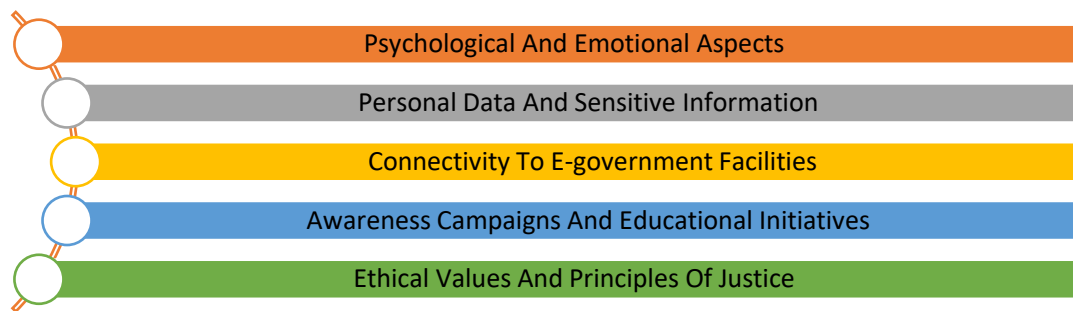 Psychological And Emotional Aspects
Personal Data And Sensitive Information
Connectivity To E-government Facilities
Awareness Campaigns And Educational Initiatives
Ethical Values And Principles Of Justice